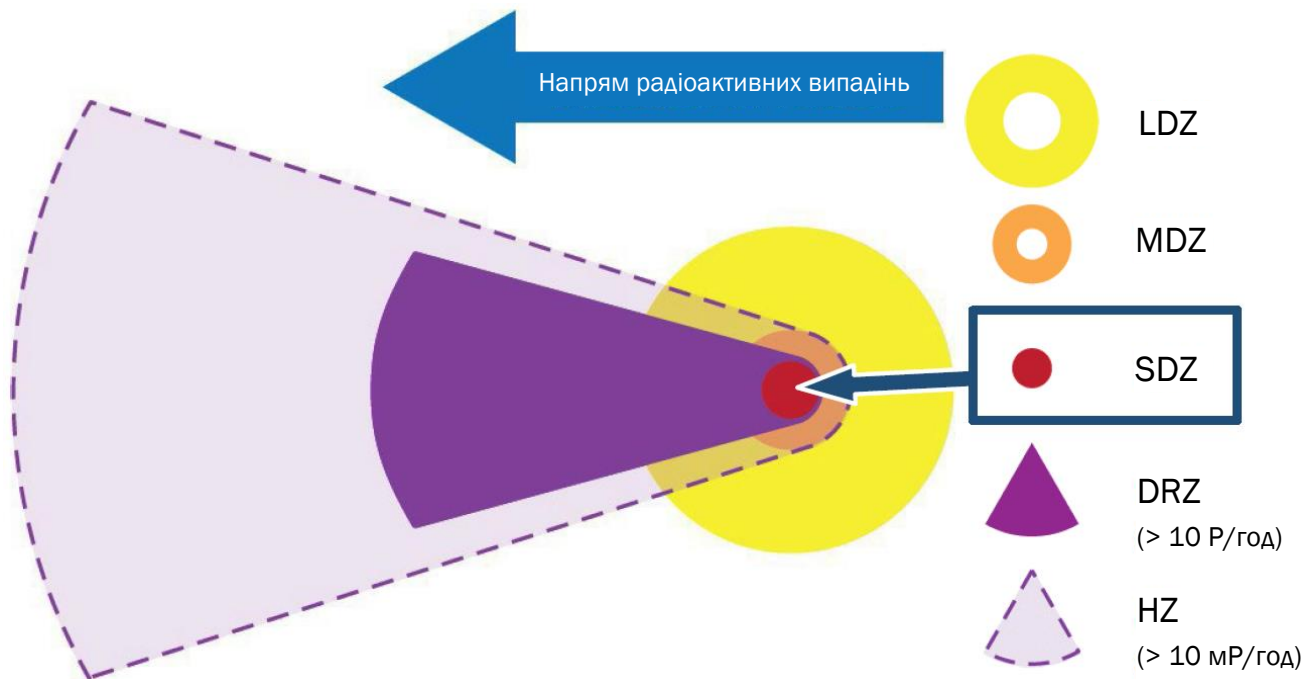 Напрям радіоактивних випадінь
LDZ
MDZ
SDZ
DRZ
(> 10 Р/год)
HZ
(> 10 мР/год)